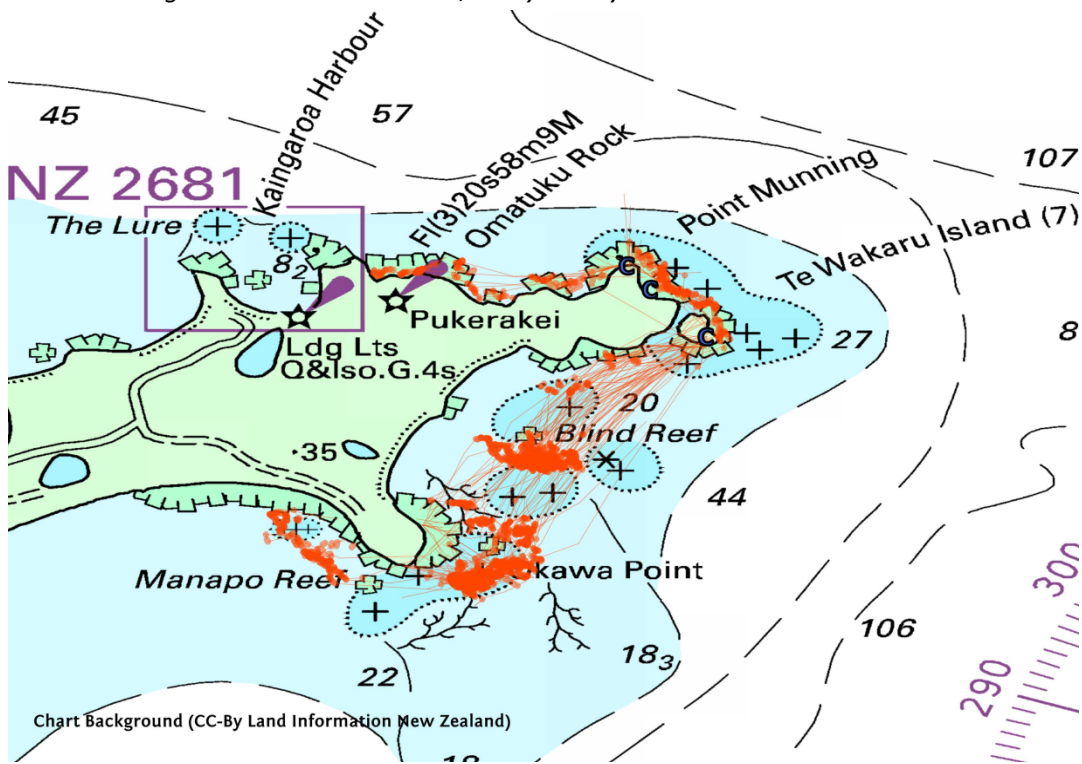 45
57
Kaingaroa Harbour
Fl(3)20s58m9M
Omatuku Rock
Point Munning
107
NZ 2681
The Lure
Te Wakaru Island (7)
8₂
C
C
C
Pukerakei
27
8
Ldg Lts
Q&Iso.G.4s
20
Blind Reef
·35
44
Manapo Reef
kawa Point
300
106
18₃
22
290
Chart Background (CC-By Land Information New Zealand)
18